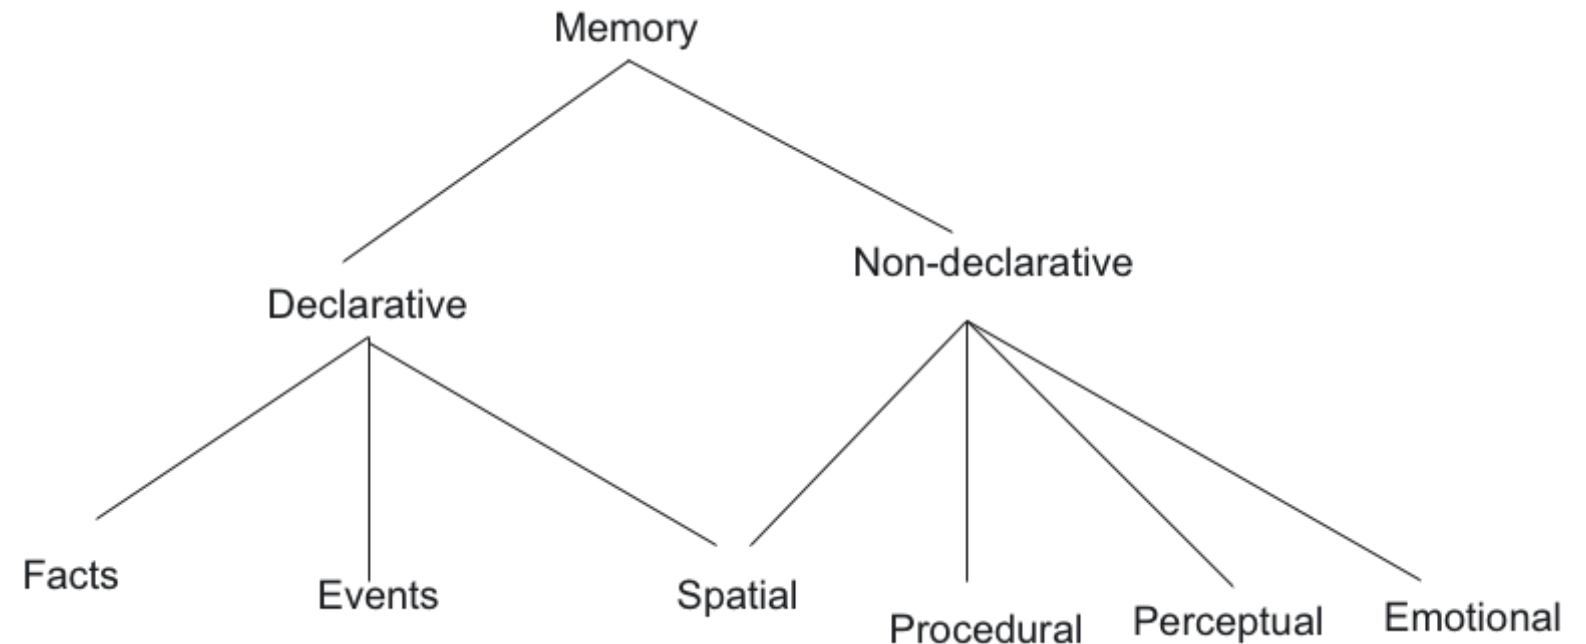 Memory
Non-declarative
Declarative
Facts
Events
Spatial
Procedural
Perceptual
Emotional